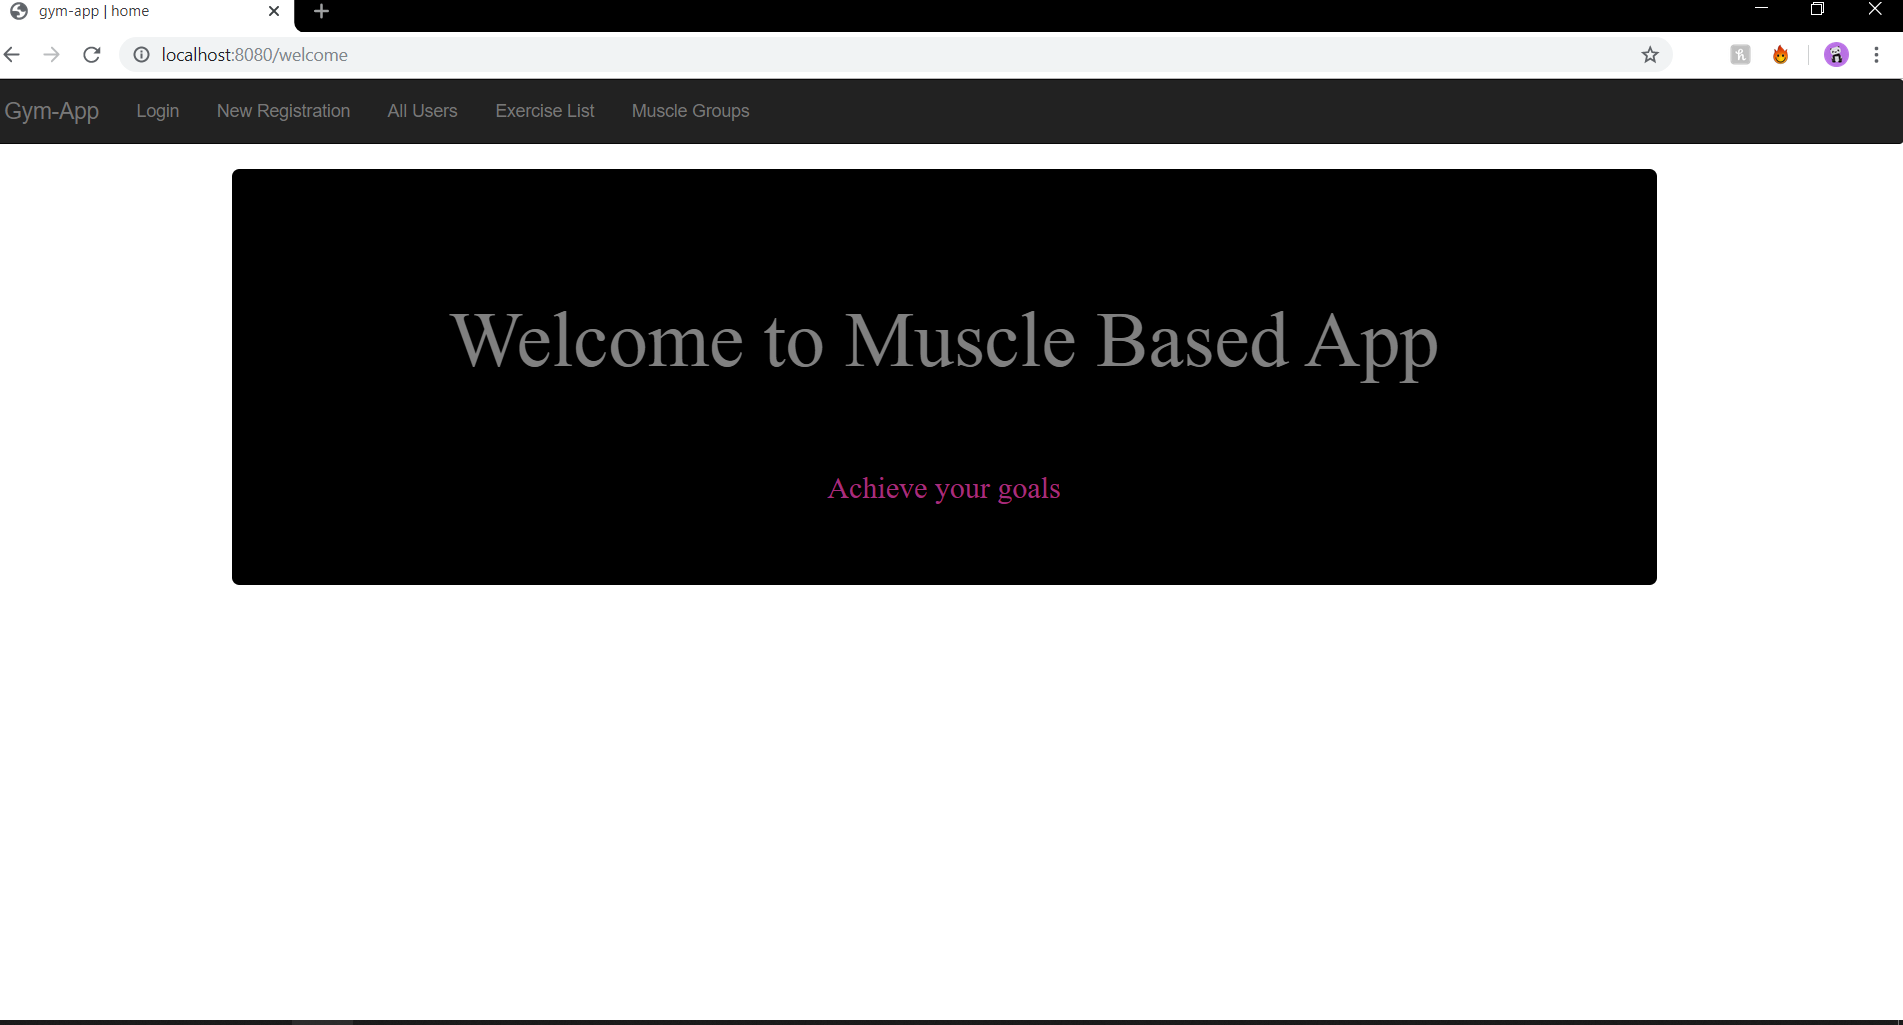 gym-app | home
localhost:8080/welcome
Gym-App Login New Registration All Users Exercise List Muscle Groups
Welcome to Muscle Based App
Achieve your goals